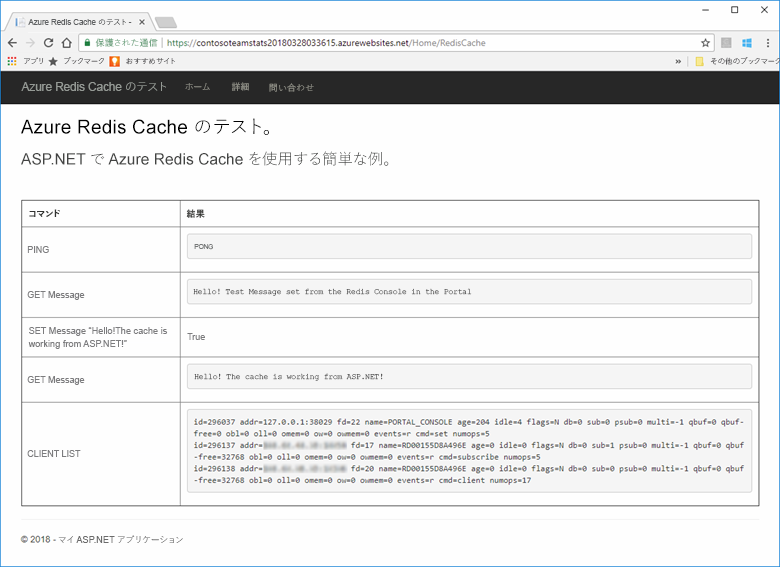 Azure Redis Cache のテスト -
保護された通信 https://contosoteamstats20180328033615.azurewebsites.net/Home/RedisCache
アプリ ブックマーク おすすめサイト » その他のブックマーク
Azure Redis Cache のテスト ホーム 詳細 問い合わせ
Azure Redis Cache のテスト。
ASP.NET で Azure Redis Cache を使用する簡単な例。
コマンド 結果
PING PONG
GET Message Hello! Test Message set from the Redis Console in the Portal
SET Message "Hello!The cache is
working from ASP.NET!" True
GET Message Hello! The cache is working from ASP.NET!
CLIENT LIST
id=296037 addr=127.0.0.1:38029 fd=22 name=PORTAL_CONSOLE age=204 idle=4 flags=N db=0 sub=0 psub=0 multi=-1 qbuf=0 qbuf-
free=0 obl=0 oll=0 omem=0 ow=0 owmem=0 events=r cmd=set numops=5
id=296137 addr= fd=17 name=RD00155D8A496E age=0 idle=0 flags=N db=0 sub=1 psub=0 multi=-1 qbuf=0 qbuf
-free=32768 obl=0 oll=0 omem=0 ow=0 owmem=0 events=r cmd=subscribe numops=5
id=296138 addr= fd=20 name=RD00155D8A496E age=0 idle=0 flags=N db=0 sub=0 psub=0 multi=-1 qbuf=0 qbuf
-free=32768 obl=0 oll=0 omem=0 ow=0 owmem=0 events=r cmd=client numops=17
© 2018 - マイ ASP.NET アプリケーション